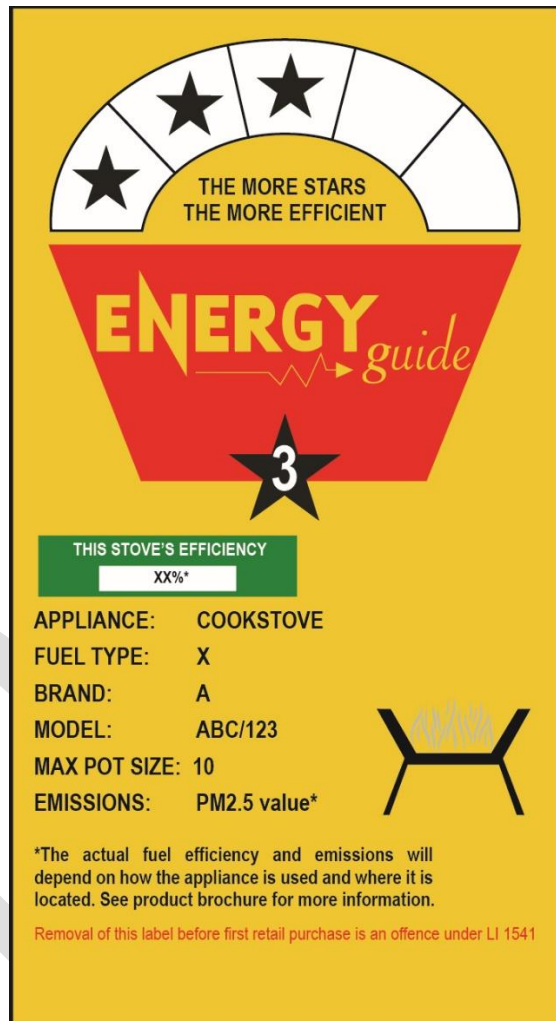 THE MORE STARS
THE MORE EFFICIENT
ENERGY
guide
3
THIS STOVE'S EFFICIENCY
XX%*
APPLIANCE: COOKSTOVE
FUEL TYPE: X
BRAND: A
MODEL: ABC/123
MAX POT SIZE: 10
EMISSIONS: PM2.5 value*
*The actual fuel efficiency and emissions will
depend on how the appliance is used and where it is
located. See product brochure for more information.
Removal of this label before first retail purchase is an offence under LI 1541